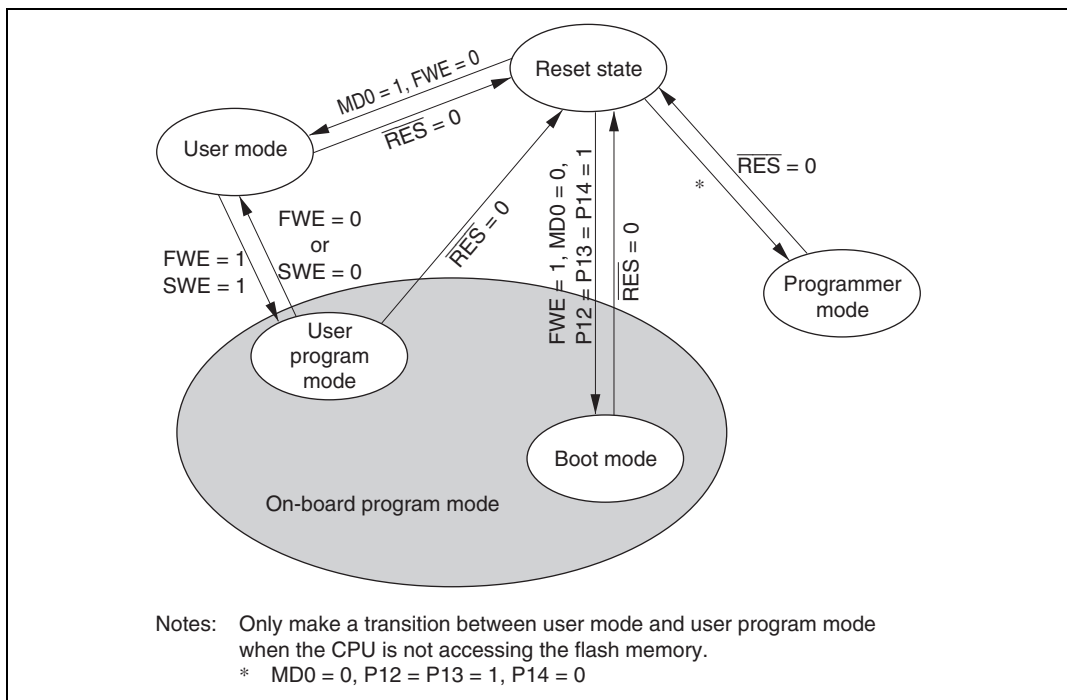 Reset state
MD0 = 1, FWE = 0
RES = 0
User mode
RES = 0
*
FWE = 0
or
SWE = 0
FWE = 1
SWE = 1
RES = 0
FWE = 1, MD0 = 0,
P12 = P13 = P14 = 1
RES = 0
Programmer
mode
User
program
mode
Boot mode
On-board program mode
Notes: Only make a transition between user mode and user program mode
when the CPU is not accessing the flash memory.
* MD0 = 0, P12 = P13 = 1, P14 = 0